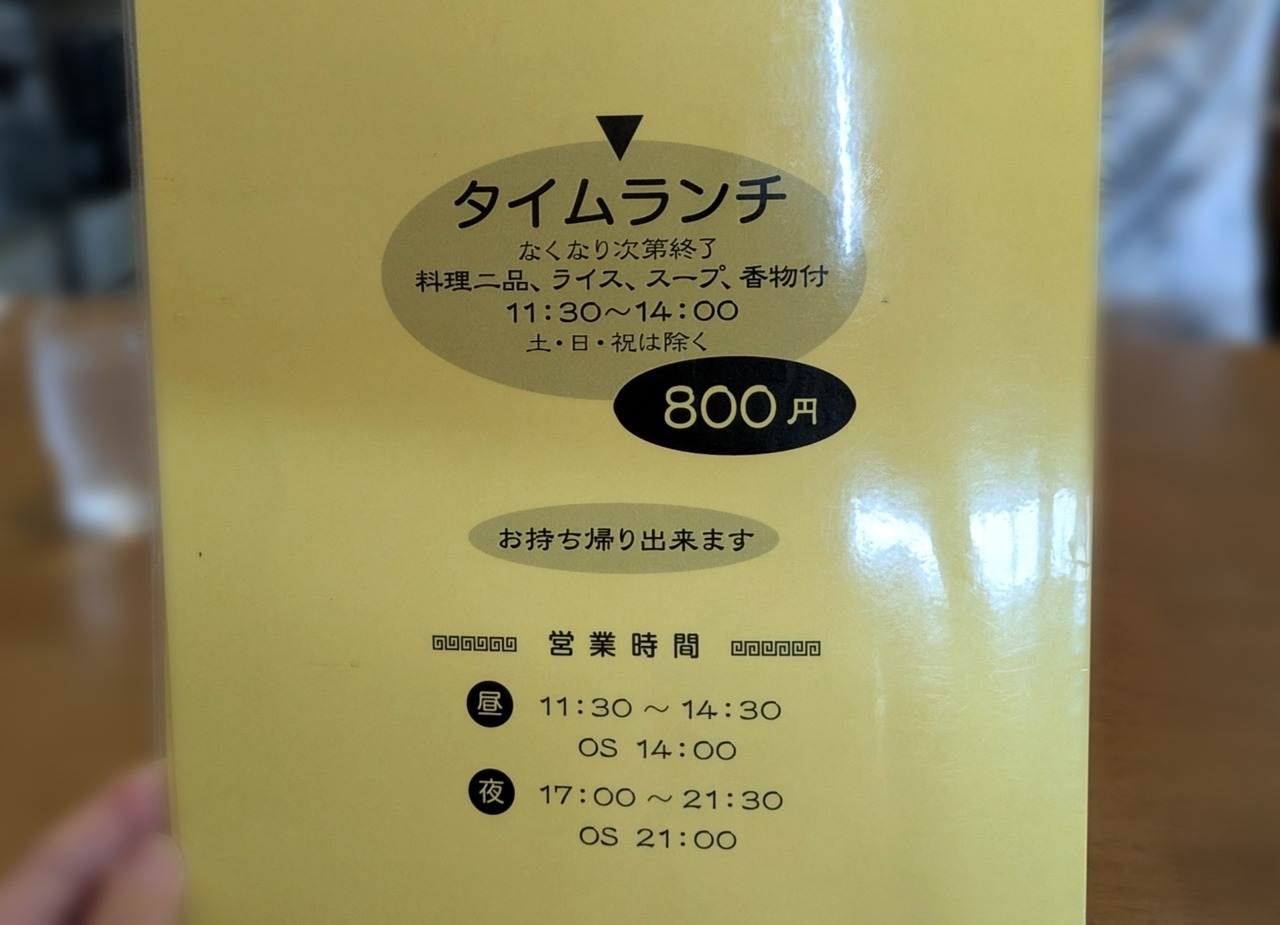 タイムランチ
なくなり次第終了
料理二品、ライス、スープ、香物付
11:30～14:00
土・日・祝は除く
800円
お持ち帰り出来ます
営業時間
昼 11:30～14:30
OS 14:00
夜 17:00～21:30
OS 21:00